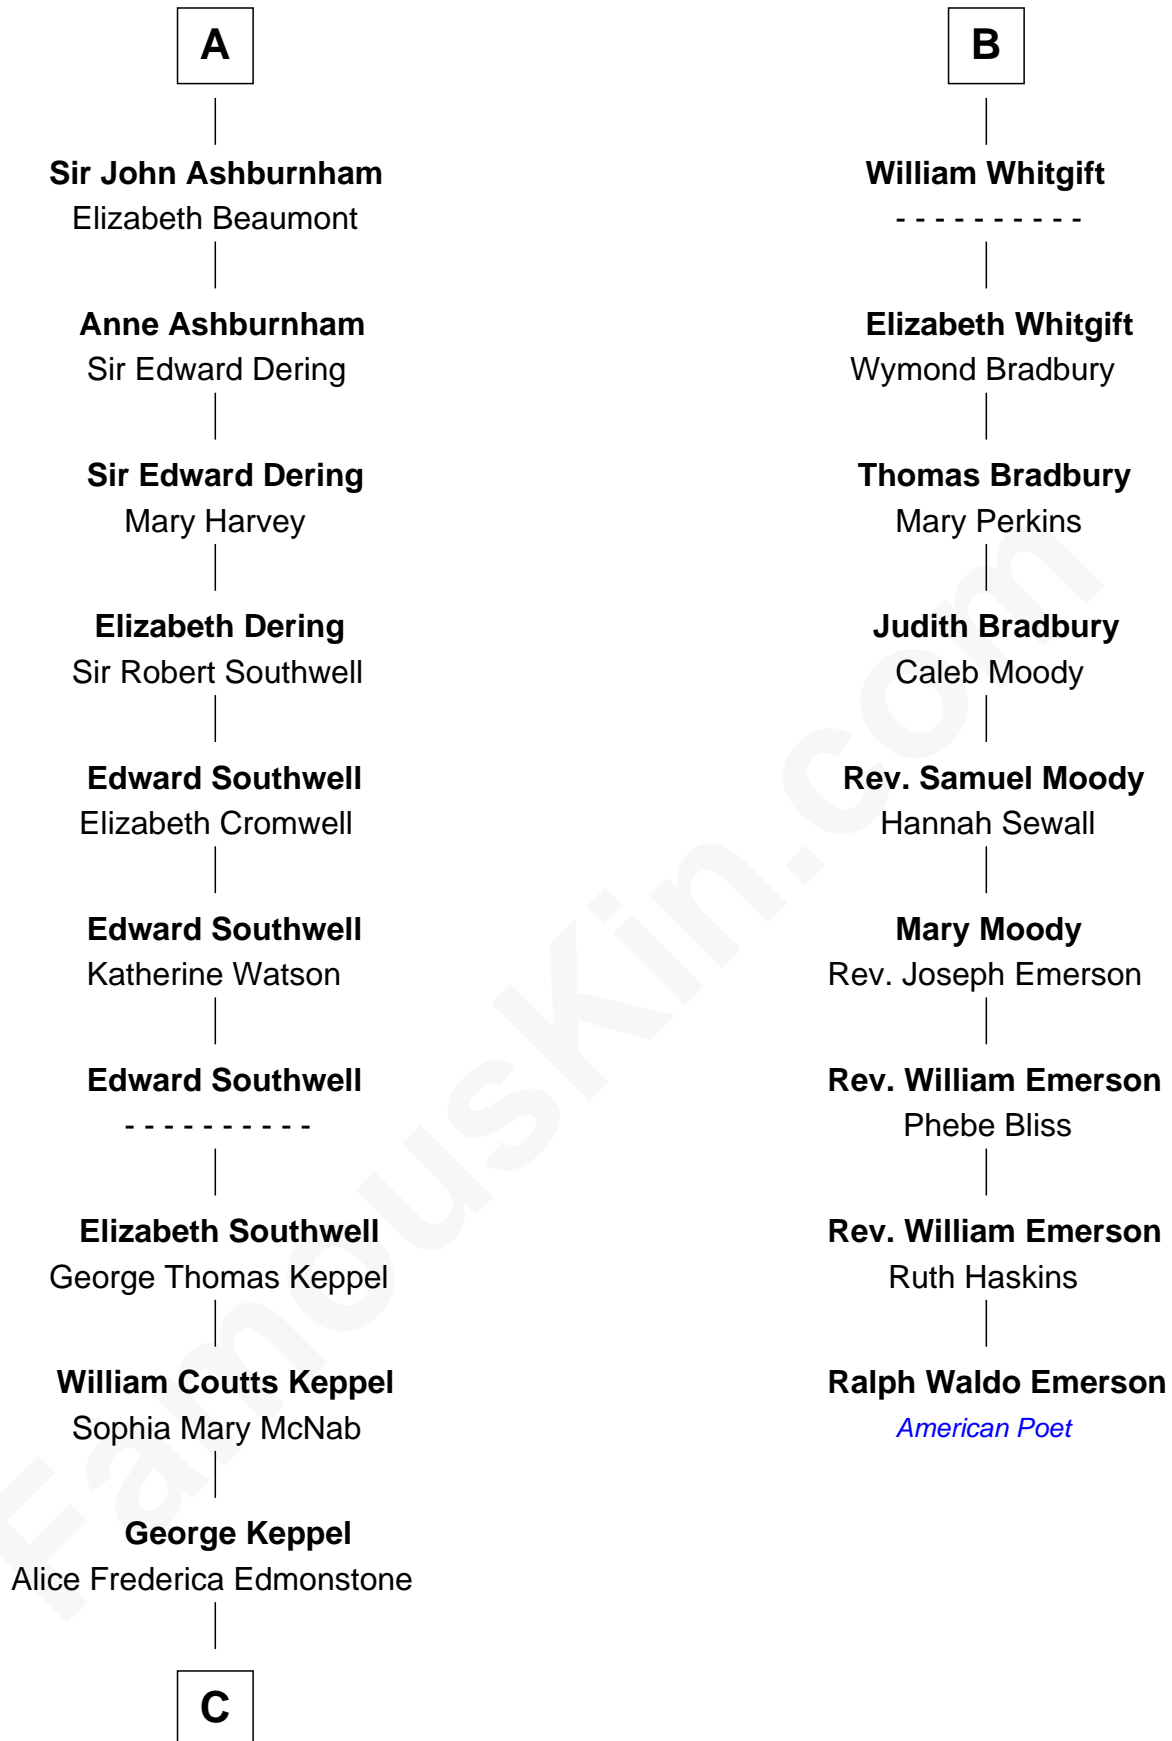 A
Sir John Ashburnham
Elizabeth Beaumont
Anne Ashburnham
Sir Edward Dering
Sir Edward Dering
Mary Harvey
Elizabeth Dering
Sir Robert Southwell
Edward Southwell
Elizabeth Cromwell
Edward Southwell
Katherine Watson
Edward Southwell
- - - - - - - - - -
Elizabeth Southwell
George Thomas Keppel
William Coutts Keppel
Sophia Mary McNab
George Keppel
Alice Frederica Edmonstone
C
B
William Whitgift
- - - - - - - - - -
Elizabeth Whitgift
Wymond Bradbury
Thomas Bradbury
Mary Perkins
Judith Bradbury
Caleb Moody
Rev. Samuel Moody
Hannah Sewall
Mary Moody
Rev. Joseph Emerson
Rev. William Emerson
Phebe Bliss
Rev. William Emerson
Ruth Haskins
Ralph Waldo Emerson
American Poet
FamousKin.com